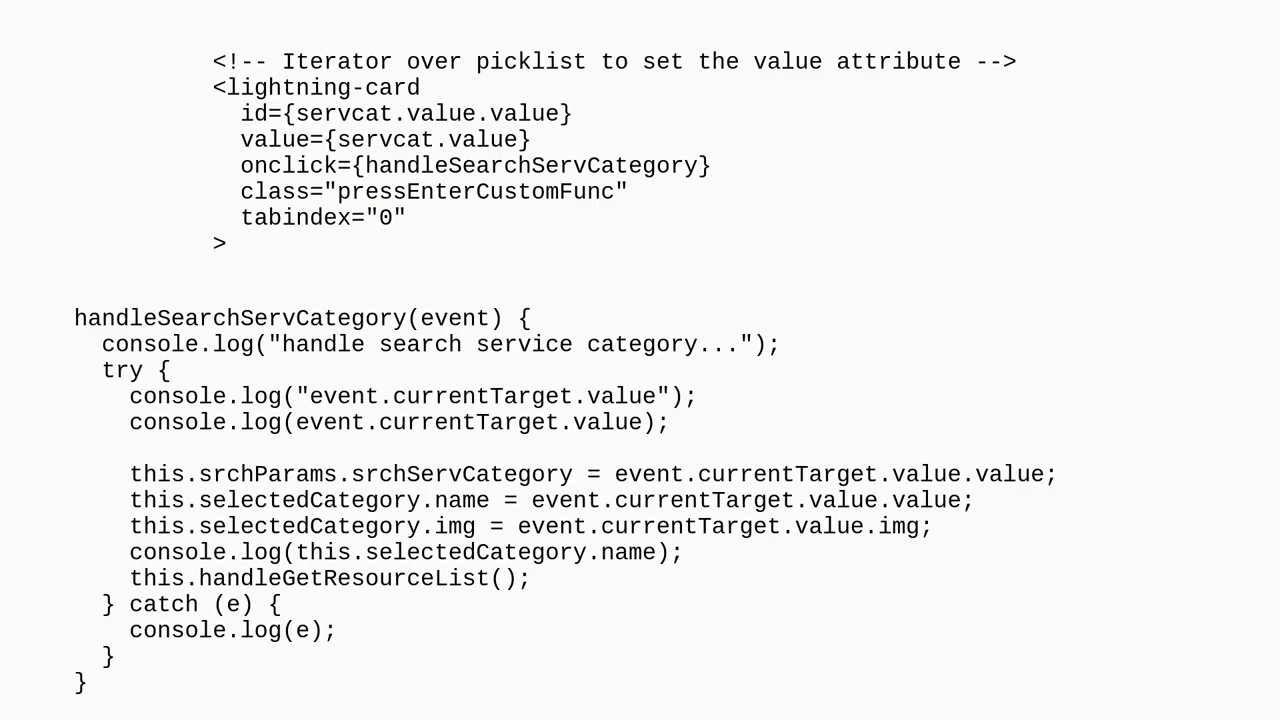 <!-- Iterator over picklist to set the value attribute -->
<lightning-card
id={servcat.value.value}
value={servcat.value}
onclick={handleSearchServCategory}
class="pressEnterCustomFunc"
tabindex="0"
>
handleSearchServCategory(event) {
console.log("handle search service category...");
try {
console.log("event.currentTarget.value");
console.log(event.currentTarget.value);
this.srchParams.srchServCategory = event.currentTarget.value.value;
this.selectedCategory.name = event.currentTarget.value.value;
this.selectedCategory.img = event.currentTarget.value.img;
console.log(this.selectedCategory.name);
this.handleGetResourceList();
} catch (e) {
console.log(e);
}
}